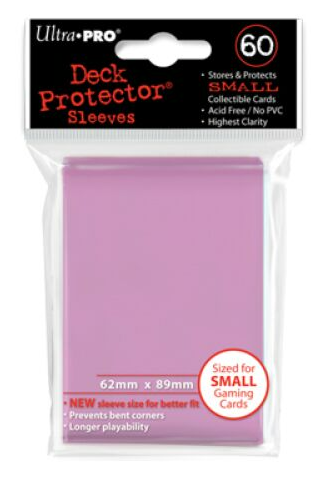 Ultra•PRO®
60
Deck
Protector®
Sleeves
• Stores & Protects
SMALL
Collectible Cards
• Acid Free / No PVC
• Highest Clarity
62mm x 89mm
• NEW sleeve size for better fit
• Prevents bent corners
• Longer playability
Sized for
SMALL
Gaming
Cards